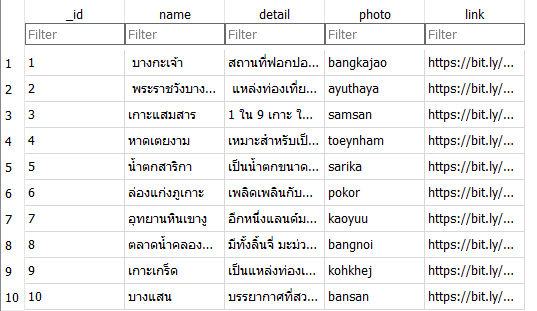 _id name detail photo link
Filter Filter Filter Filter Filter
1 1 บางกะเจ้า สถานที่ฟอกปอ... bangkajao https://bit.ly/...
2 2 พระราชวังบาง... แหล่งท่องเที่ย... ayuthaya https://bit.ly/...
3 3 เกาะแสมสาร 1 ใน 9 เกาะ ใ... samsan https://bit.ly/...
4 4 หาดเตยงาม เหมาะสำหรับเป็... toeynham https://bit.ly/...
5 5 น้ำตกสาริกา เป็นน้ำตกขนาด... sarika https://bit.ly/...
6 6 ล่องแก่งภูเกาะ เพลิดเพลินกับ... pokor https://bit.ly/...
7 7 อุทยานหินเขางู อีกหนึ่งแลนด์ม... kaoyuu https://bit.ly/...
8 8 ตลาดน้ำคลอง... มีทั้งลิ้นจี่ มะม่ว... bangnoi https://bit.ly/...
9 9 เกาะเกร็ด เป็นแหล่งท่องเ... kohkhej https://bit.ly/...
10 10 บางแสน บรรยากาศที่สว... bansan https://bit.ly/...